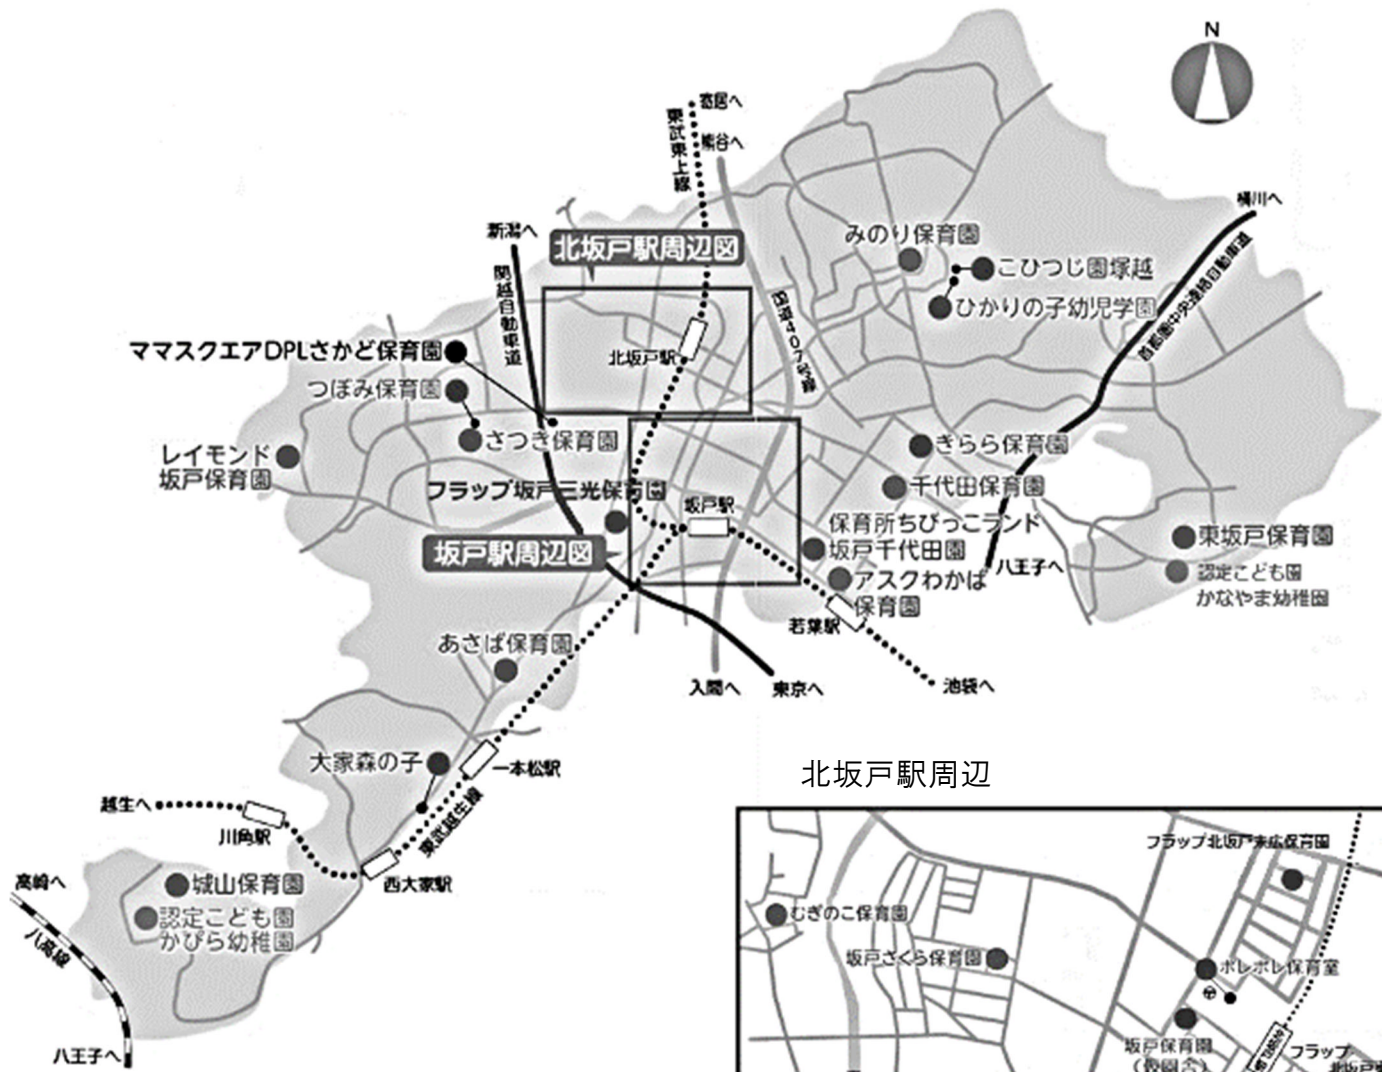 N
寄居へ
東武東上線
熊谷へ
桶川へ
新潟へ
関越自動車道
北坂戸駅周辺図
みのり保育園
こひつじ園塚越
ひかりの子幼児学園
首都圏中央連絡自動車道
国道407号線
ママスクエアDPLさかど保育園
北坂戸駅
つぼみ保育園
さつき保育園
きらら保育園
レイモンド
坂戸保育園
フラップ坂戸三光保育園
千代田保育園
坂戸駅
保育所ちびっこランド
坂戸千代田園
東坂戸保育園
坂戸駅周辺図
八王子へ
認定こども園
かなやま幼稚園
アスクわかば
保育園
若葉駅
あさば保育園
入間へ
東京へ
池袋へ
大家森の子
一本松駅
北坂戸駅周辺
越生へ
川角駅
東武越生線
西大家駅
高崎へ
城山保育園
認定こども園
かぴら幼稚園
八高線
八王子へ
フラップ北坂戸末広保育園
むぎのこ保育園
坂戸さくら保育園
ポレポレ保育室
坂戸保育園
フラップ